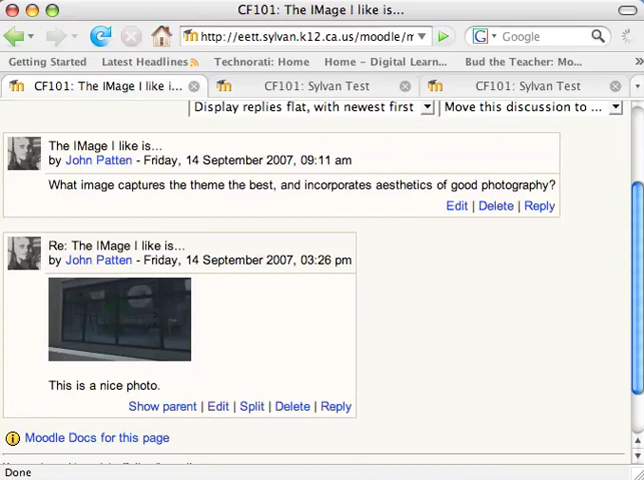 CF101: The IMage I like is...
http://eett.sylvan.k12.ca.us/moodle/m
G
Google
Getting Started
Latest Headlines
Technorati: Home
Home – Digital Learn...
Bud the Teacher: Mo...
»
CF101: The IMage I like i...
CF101: Sylvan Test
CF101: Sylvan Test
Display replies flat, with newest first
Move this discussion to ...
The IMage I like is...
by John Patten - Friday, 14 September 2007, 09:11 am
What image captures the theme the best, and incorporates aesthetics of good photography?
Edit | Delete | Reply
Re: The IMage I like is...
by John Patten - Friday, 14 September 2007, 03:26 pm
This is a nice photo.
Show parent | Edit | Split | Delete | Reply
Moodle Docs for this page
Done